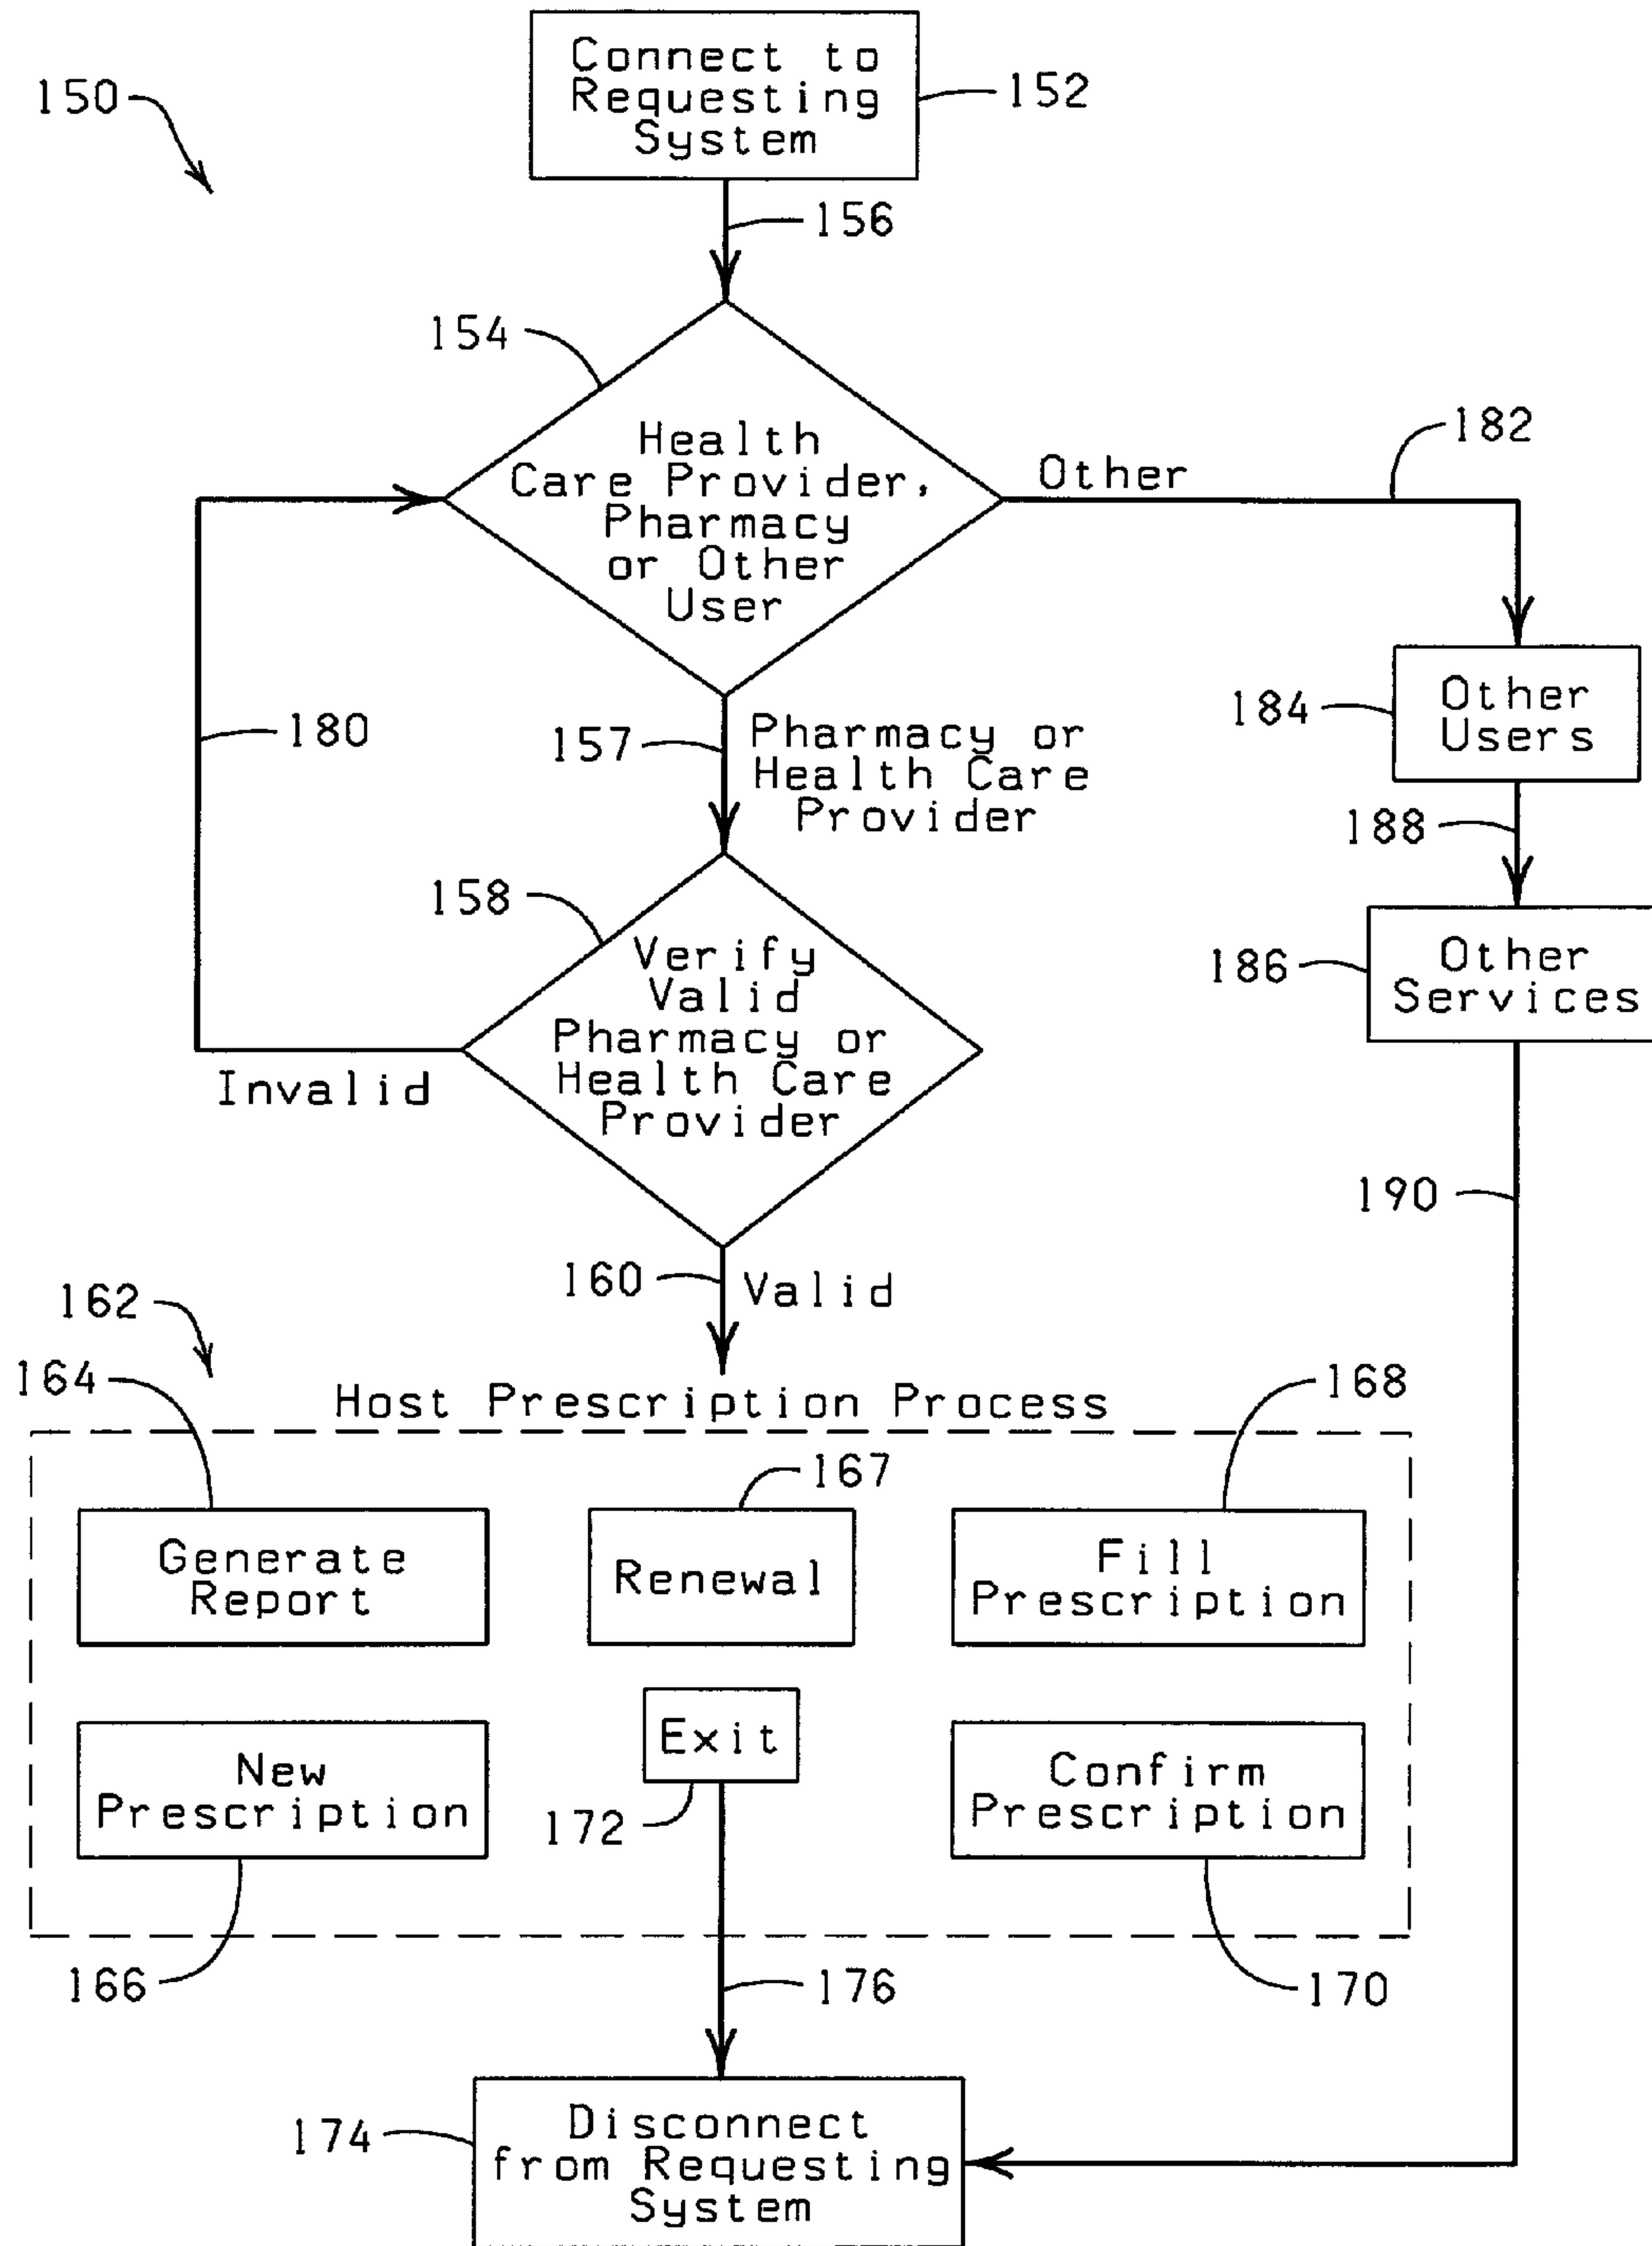 Connect to
Requesting
System
150
152
156
154
Health
Care Provider,
Pharmacy
or Other
User
Other
182
180
157
Pharmacy or
Health Care
Provider
184
Other
Users
188
158
Verify
Valid
Pharmacy or
Health Care
Provider
Invalid
186
Other
Services
190
160
Valid
162
164
Host Prescription Process
168
167
Generate
Report
Renewal
Fill
Prescription
New
Prescription
Exit
172
Confirm
Prescription
166
176
170
174
Disconnect
from Requesting
System